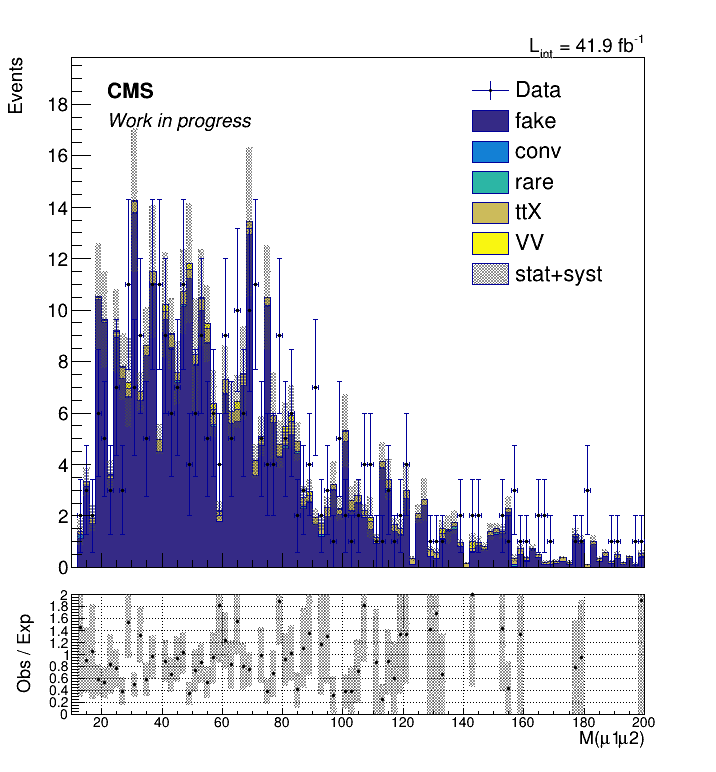 L_int = 41.9 fb^-1
Events
CMS
Work in progress
Data
fake
conv
rare
ttX
VV
stat+syst
18
16
14
12
10
8
6
4
2
0
Obs / Exp
2
1.8
1.6
1.4
1.2
1
0.8
0.6
0.4
0.2
0
20 40 60 80 100 120 140 160 180 200
M(μ1μ2)